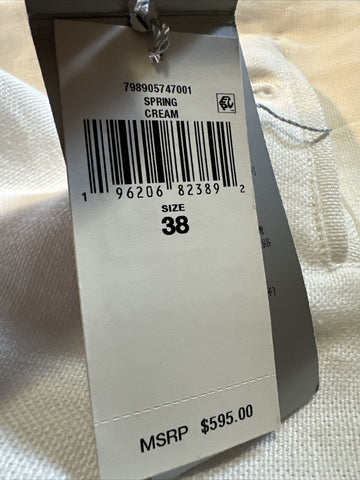 798905747001
SPRING
CREAM
1 96206 82389 2
SIZE
38
MSRP $595.00